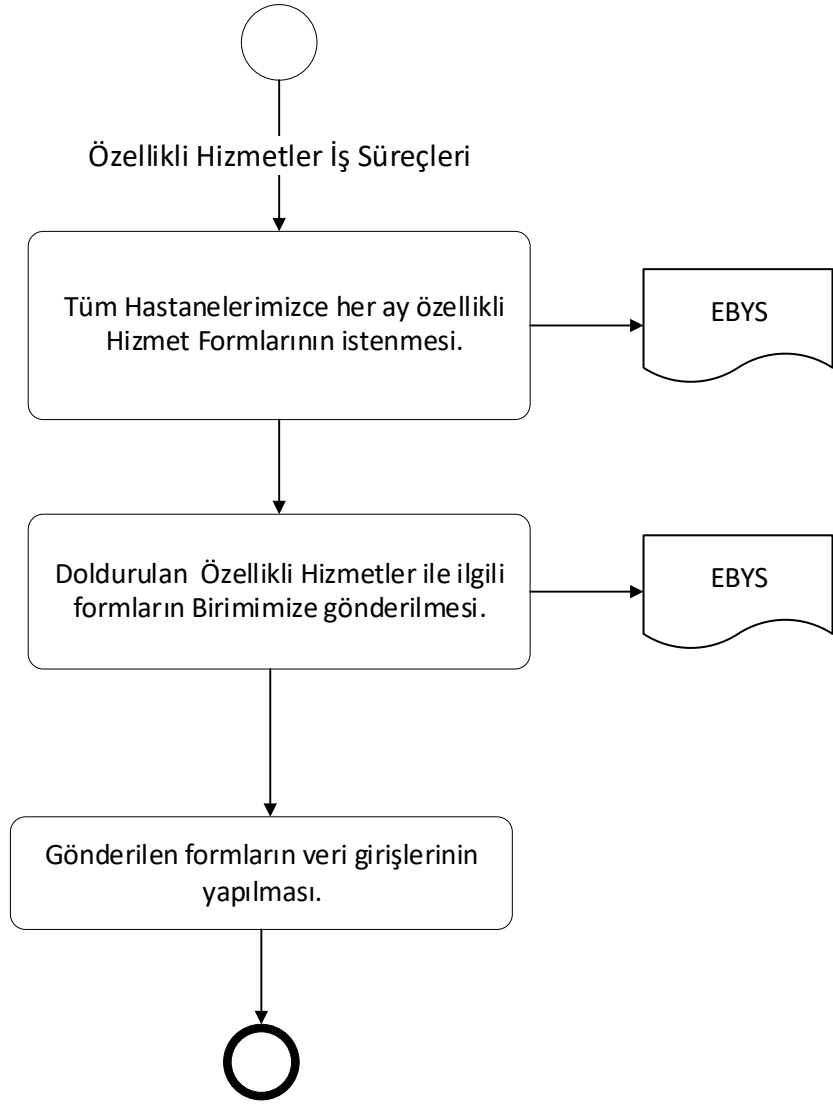 Özellikli Hizmetler İş Süreçleri
Tüm Hastanelerimizce her ay özellikli
Hizmet Formlarının istenmesi.
EBYS
Doldurulan Özellikli Hizmetler ile ilgili
formların Birimimize gönderilmesi.
EBYS
Gönderilen formların veri girişlerinin
yapılması.